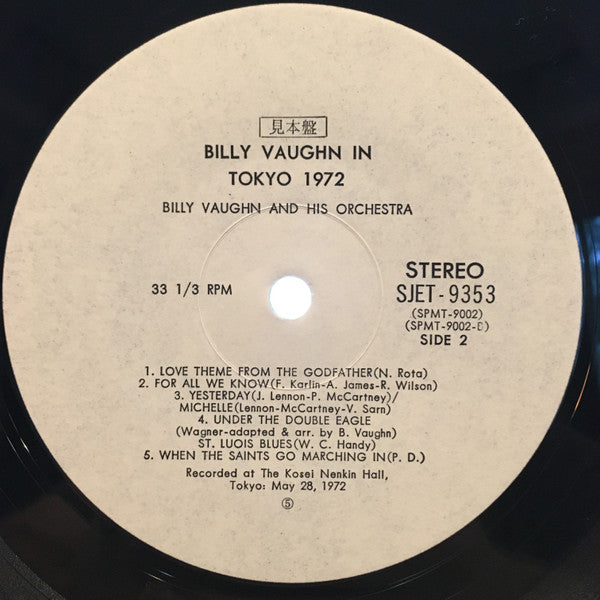 見本盤
BILLY VAUGHN IN
TOKYO 1972
BILLY VAUGHN AND HIS ORCHESTRA
33 1/3 RPM
STEREO
SJET-9353
(SPMT-9002)
(SPMT-9002-B)
SIDE 2
1. LOVE THEME FROM THE GODFATHER(N. Rota)
2. FOR ALL WE KNOW(F. Karlin-A. James-R. Wilson)
3. YESTERDAY(J. Lennon-P. McCartney)/
MICHELLE(Lennon-McCartney-V. Sarn)
4. UNDER THE DOUBLE EAGLE
(Wagner-adapted & arr. by B. Vaughn)
ST. LUOIS BLUES(W. C. Handy)
5. WHEN THE SAINTS GO MARCHING IN(P. D.)
Recorded at The Kosei Nenkin Hall,
Tokyo: May 28, 1972
⑤